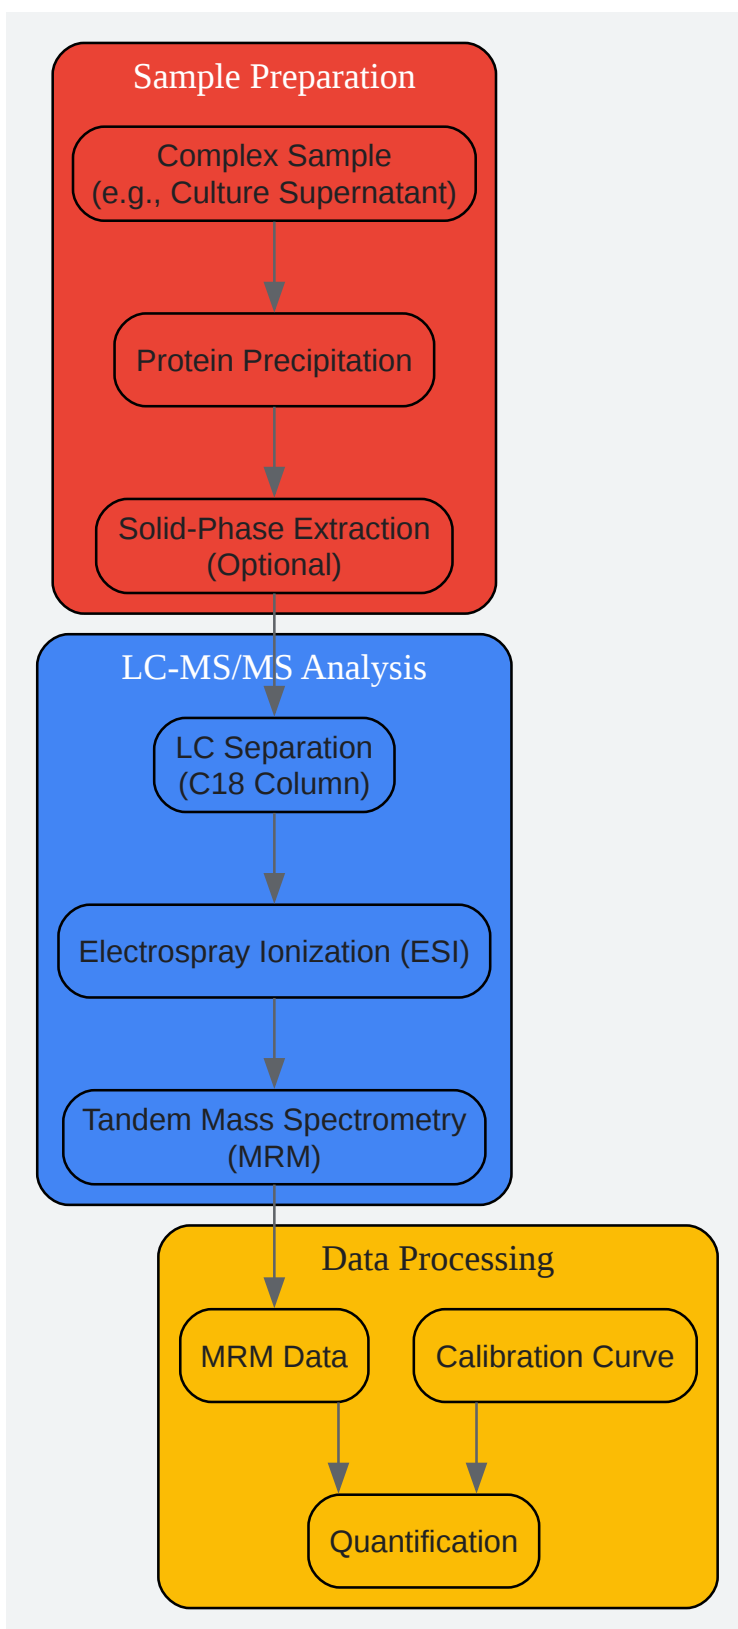 Sample Preparation
Complex Sample
(e.g., Culture Supernatant)
Protein Precipitation
Solid-Phase Extraction
(Optional)
LC-MS/MS Analysis
LC Separation
(C18 Column)
Electrospray Ionization (ESI)
Tandem Mass Spectrometry
(MRM)
Data Processing
MRM Data
Calibration Curve
Quantification